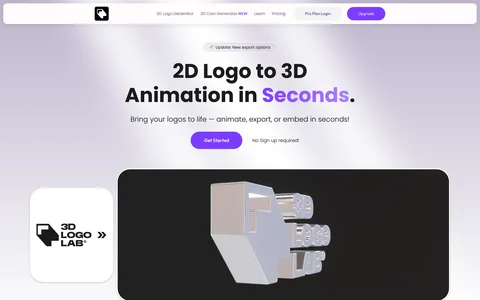 3D Logo Generator 3D Coin Generator NEW Learn Pricing Pro Plan Login Upgrade
Update: New export options
2D Logo to 3D
Animation in Seconds.
Bring your logos to life — animate, export, or embed in seconds!
Get Started No Sign up required!
3D
LOGO
LAB®